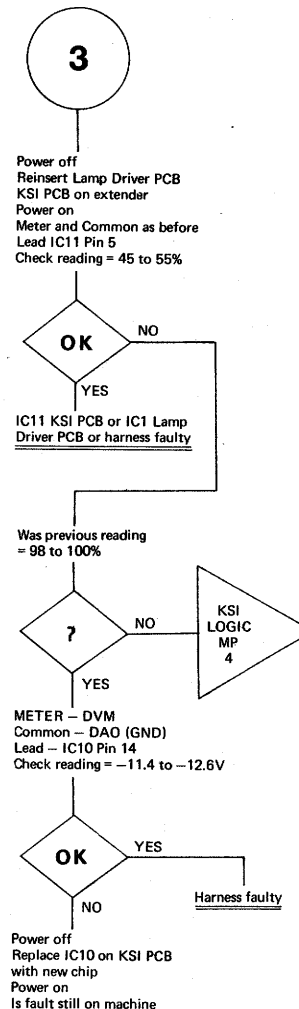 3
Power off
Reinsert Lamp Driver PCB
KSI PCB on extender
Power on
Meter and Common as before
Lead IC11 Pin 5
Check reading = 45 to 55%
OK
NO
YES
IC11 KSI PCB or IC1 Lamp
Driver PCB or harness faulty
Was previous reading
= 98 to 100%
?
NO
KSI
LOGIC
MP
4
YES
METER – DVM
Common – DAO (GND)
Lead – IC10 Pin 14
Check reading = –11.4 to –12.6V
OK
YES
Harness faulty
NO
Power off
Replace IC10 on KSI PCB
with new chip
Power on
Is fault still on machine